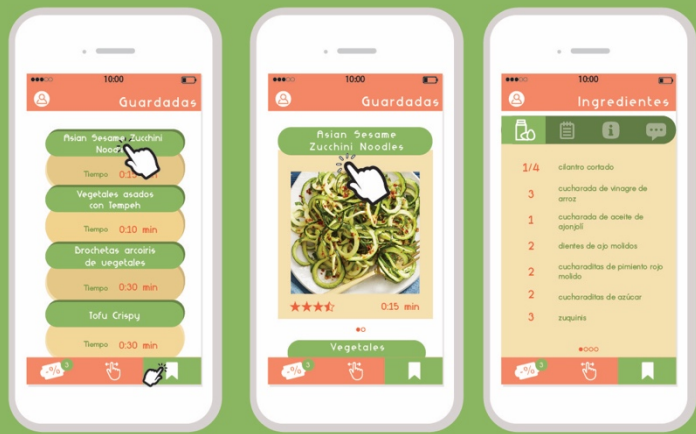 10:00
Guardadas
Asian Sesame Zucchini
Noodles
Tiempo 0:15 min
Vegetales asados
con Tempeh
Tiempo 0:10 min
Brochetas arcoiris
de vegetales
Tiempo 0:30 min
Tofu Crispy
Tiempo 0:30 min
-%
3
10:00
Guardadas
Asian Sesame
Zucchini Noodles
0:15 min
Vegetales
-%
3
10:00
Ingredientes
1/4 cilantro cortado
3 cucharada de vinagre de
arroz
1 cucharada de aceite de
ajonjolí
2 dientes de ajo molidos
2 cucharaditas de pimiento rojo
molido
2 cucharaditas de azúcar
3 zuquinis
-%
3